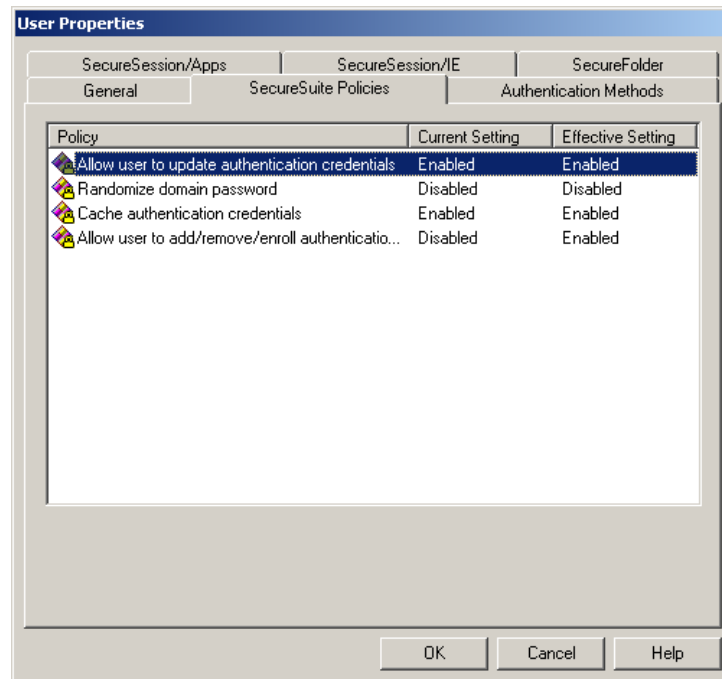 User Properties
SecureSession/Apps SecureSession/IE SecureFolder
General SecureSuite Policies Authentication Methods
Policy Current Setting Effective Setting
Allow user to update authentication credentials Enabled Enabled
Randomize domain password Disabled Disabled
Cache authentication credentials Enabled Enabled
Allow user to add/remove/enroll authenticatio... Disabled Enabled
OK Cancel Help